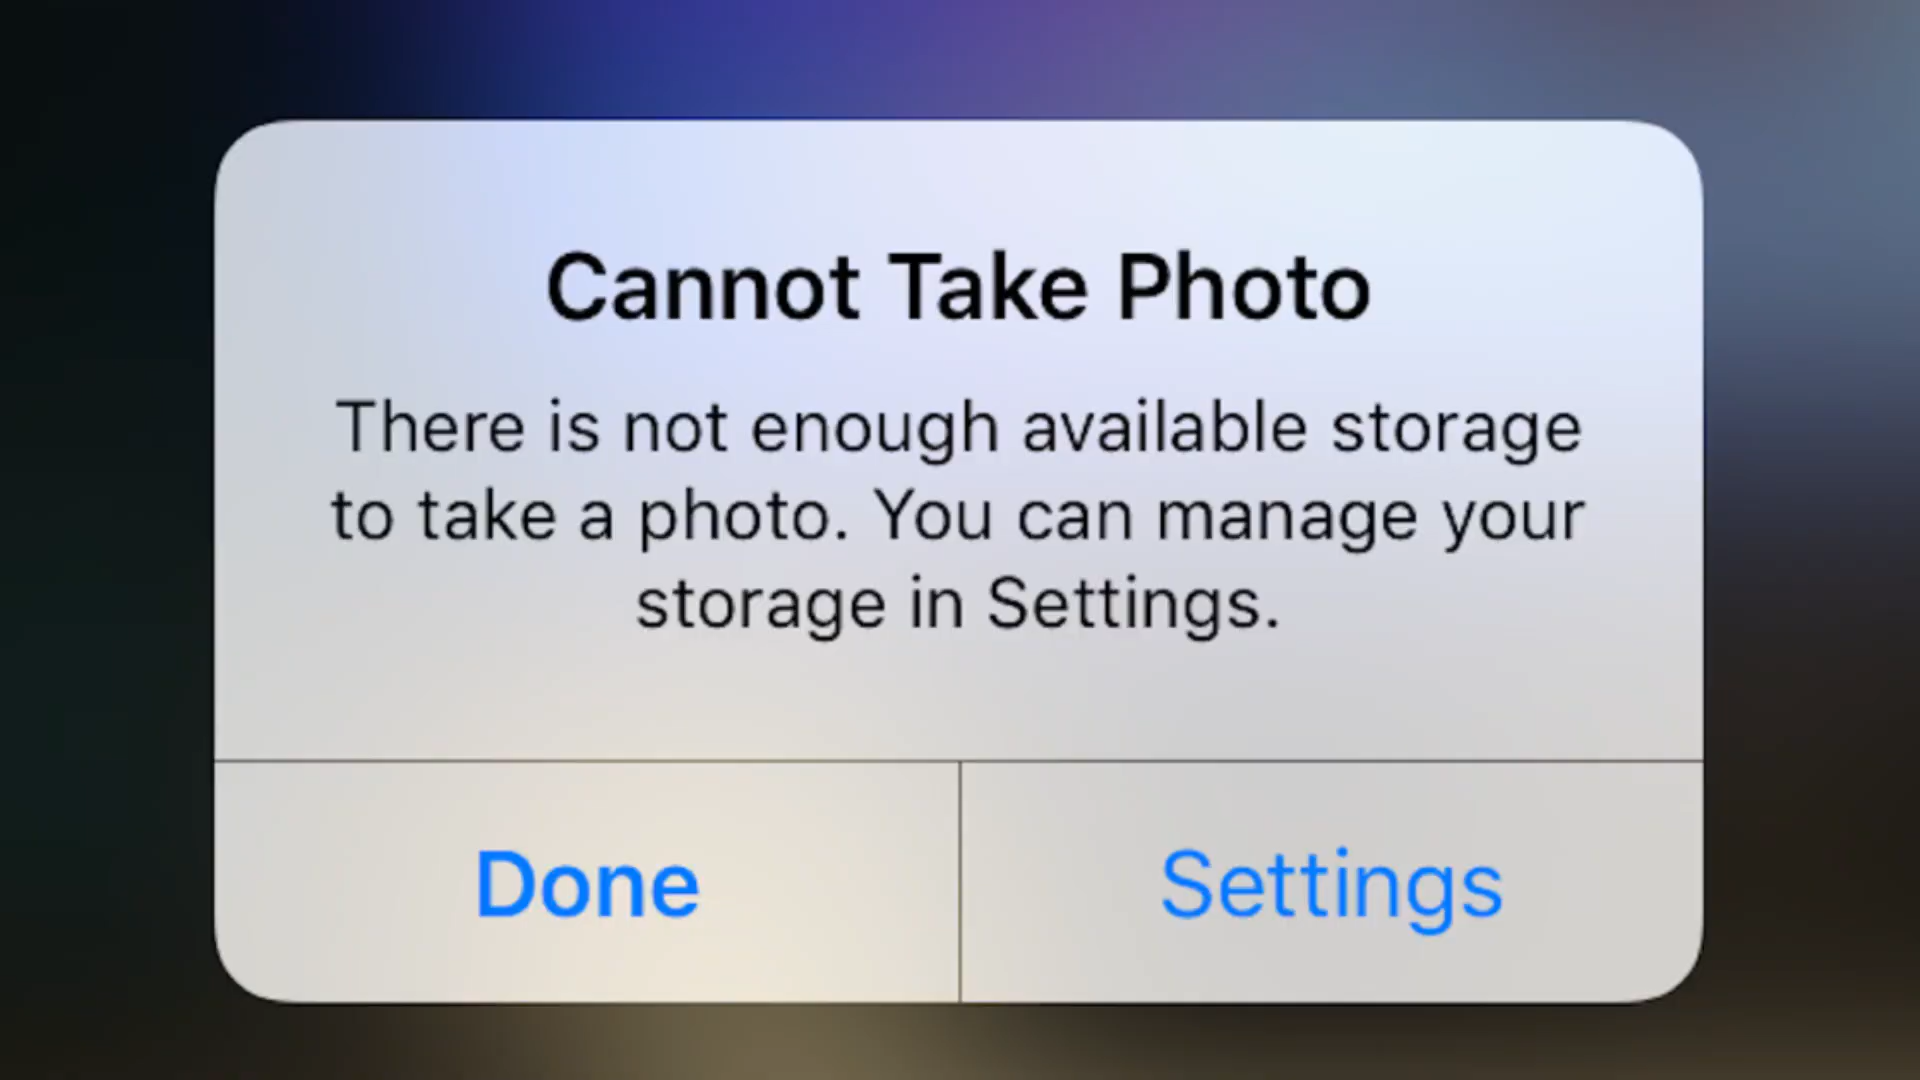 Cannot Take Photo
There is not enough available storage
to take a photo. You can manage your
storage in Settings.
Done
Settings